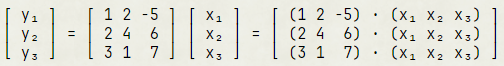 [ y₁ ]   [ 1 2 -5 ] [ x₁ ]   [ (1 2 -5) · (x₁ x₂ x₃) ]
[ y₂ ] = [ 2 4  6 ] [ x₂ ] = [ (2 4  6) · (x₁ x₂ x₃) ]
[ y₃ ]   [ 3 1  7 ] [ x₃ ]   [ (3 1  7) · (x₁ x₂ x₃) ]